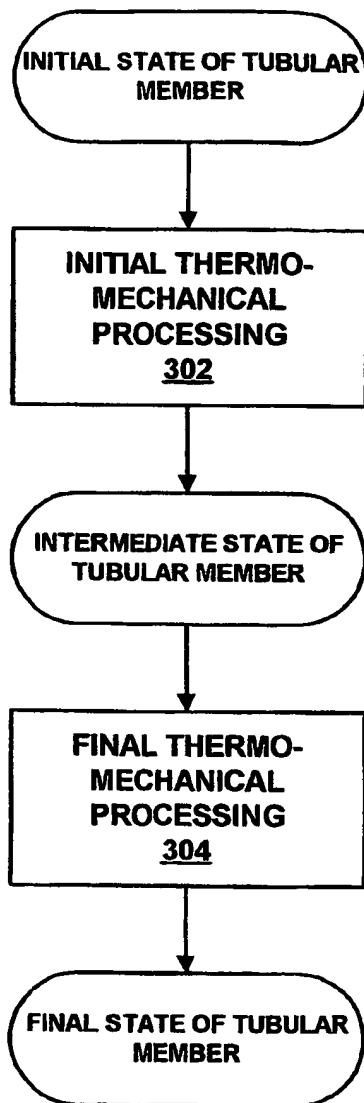 INITIAL STATE OF TUBULAR
MEMBER
INITIAL THERMO-
MECHANICAL
PROCESSING
302
INTERMEDIATE STATE OF
TUBULAR MEMBER
FINAL THERMO-
MECHANICAL
PROCESSING
304
FINAL STATE OF TUBULAR
MEMBER